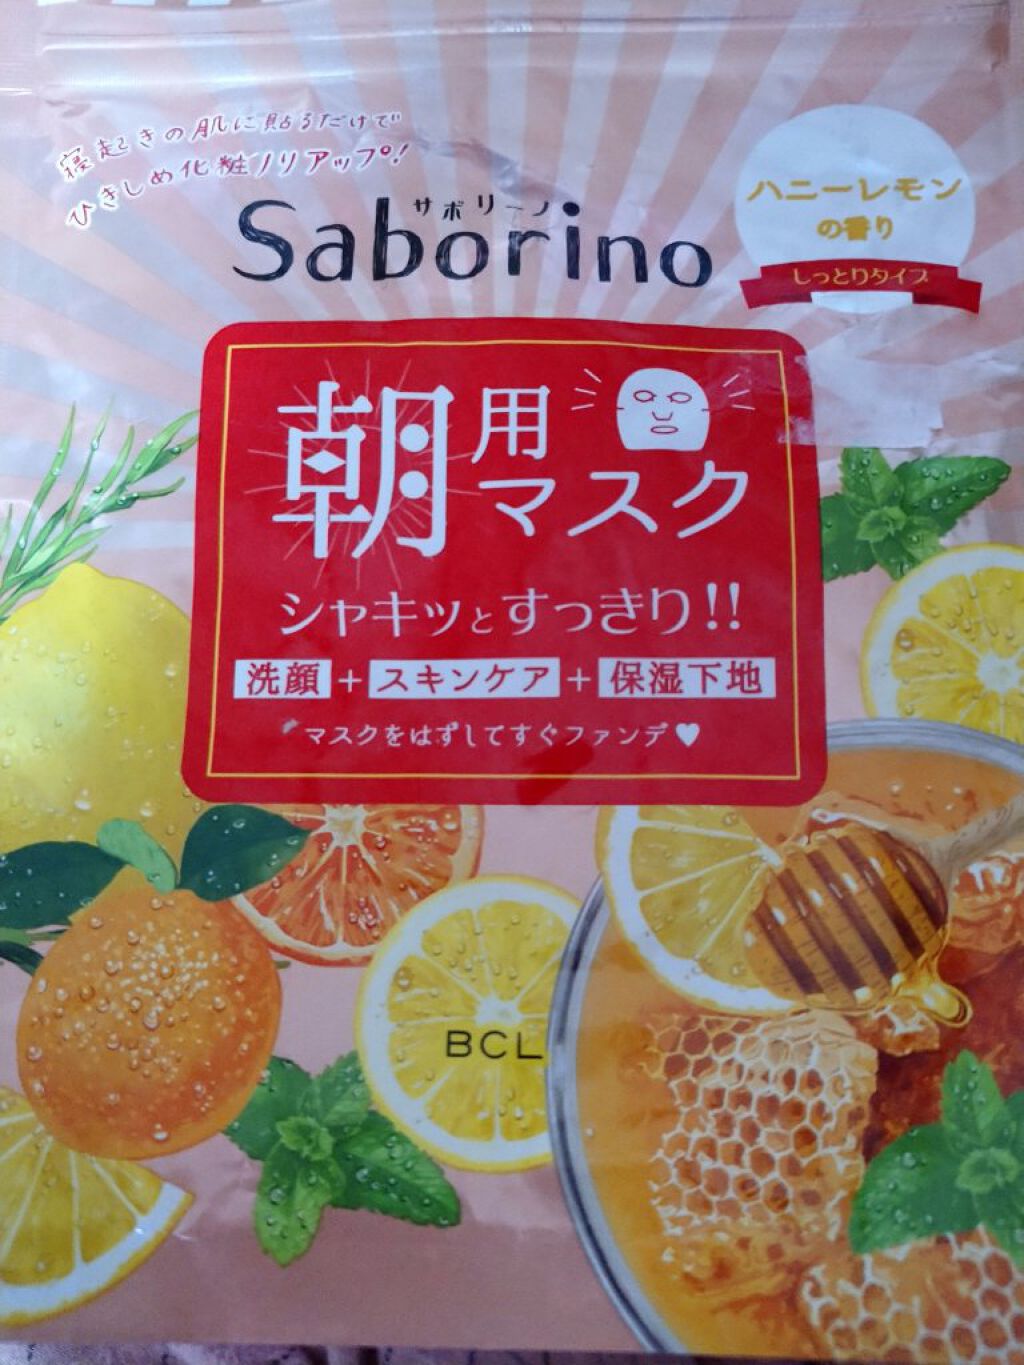 寝起きの肌に貼るだけで
ひきしめ化粧ノリアップ!
サボリーノ
Saborino
ハニーレモン
の香り
しっとりタイプ
朝用
マスク
シャキッとすっきり!!
洗顔+スキンケア+保湿下地
マスクをはずしてすぐファンデ♥
BCL